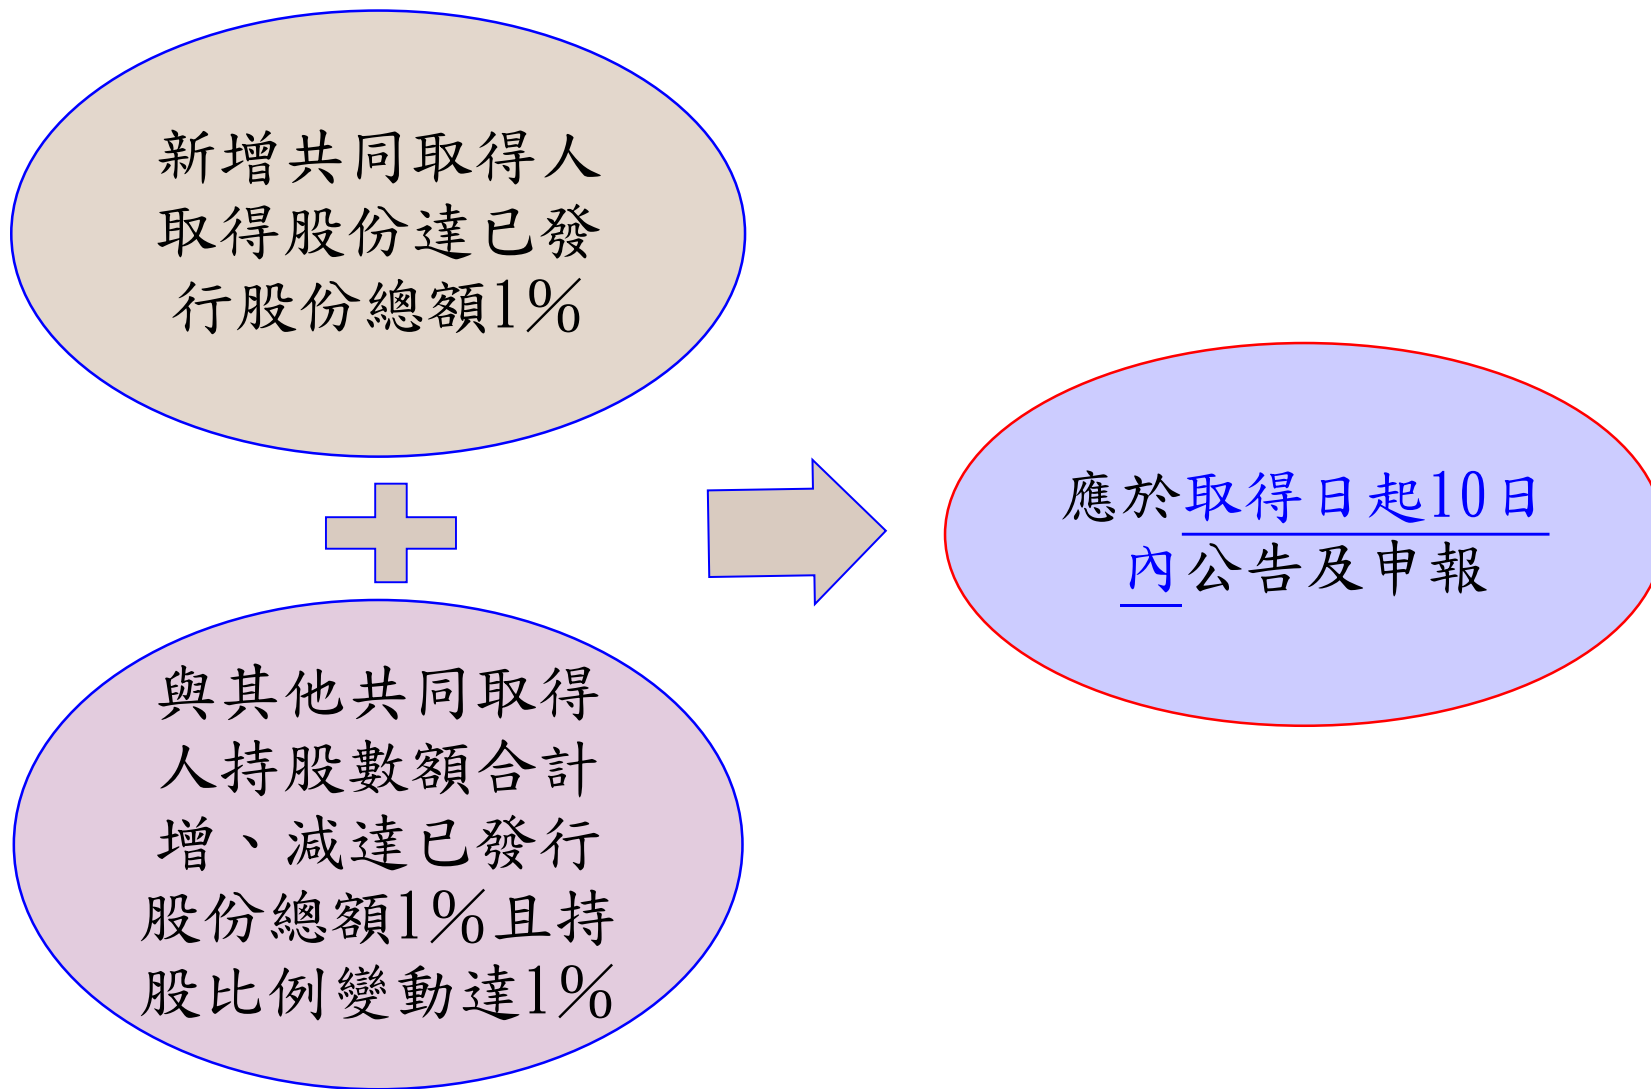 新增共同取得人
取得股份達已發
行股份總額1%
與其他共同取得
人持股數額合計
增、減達已發行
股份總額1%且持
股比例變動達1%
應於取得日起10日
內公告及申報